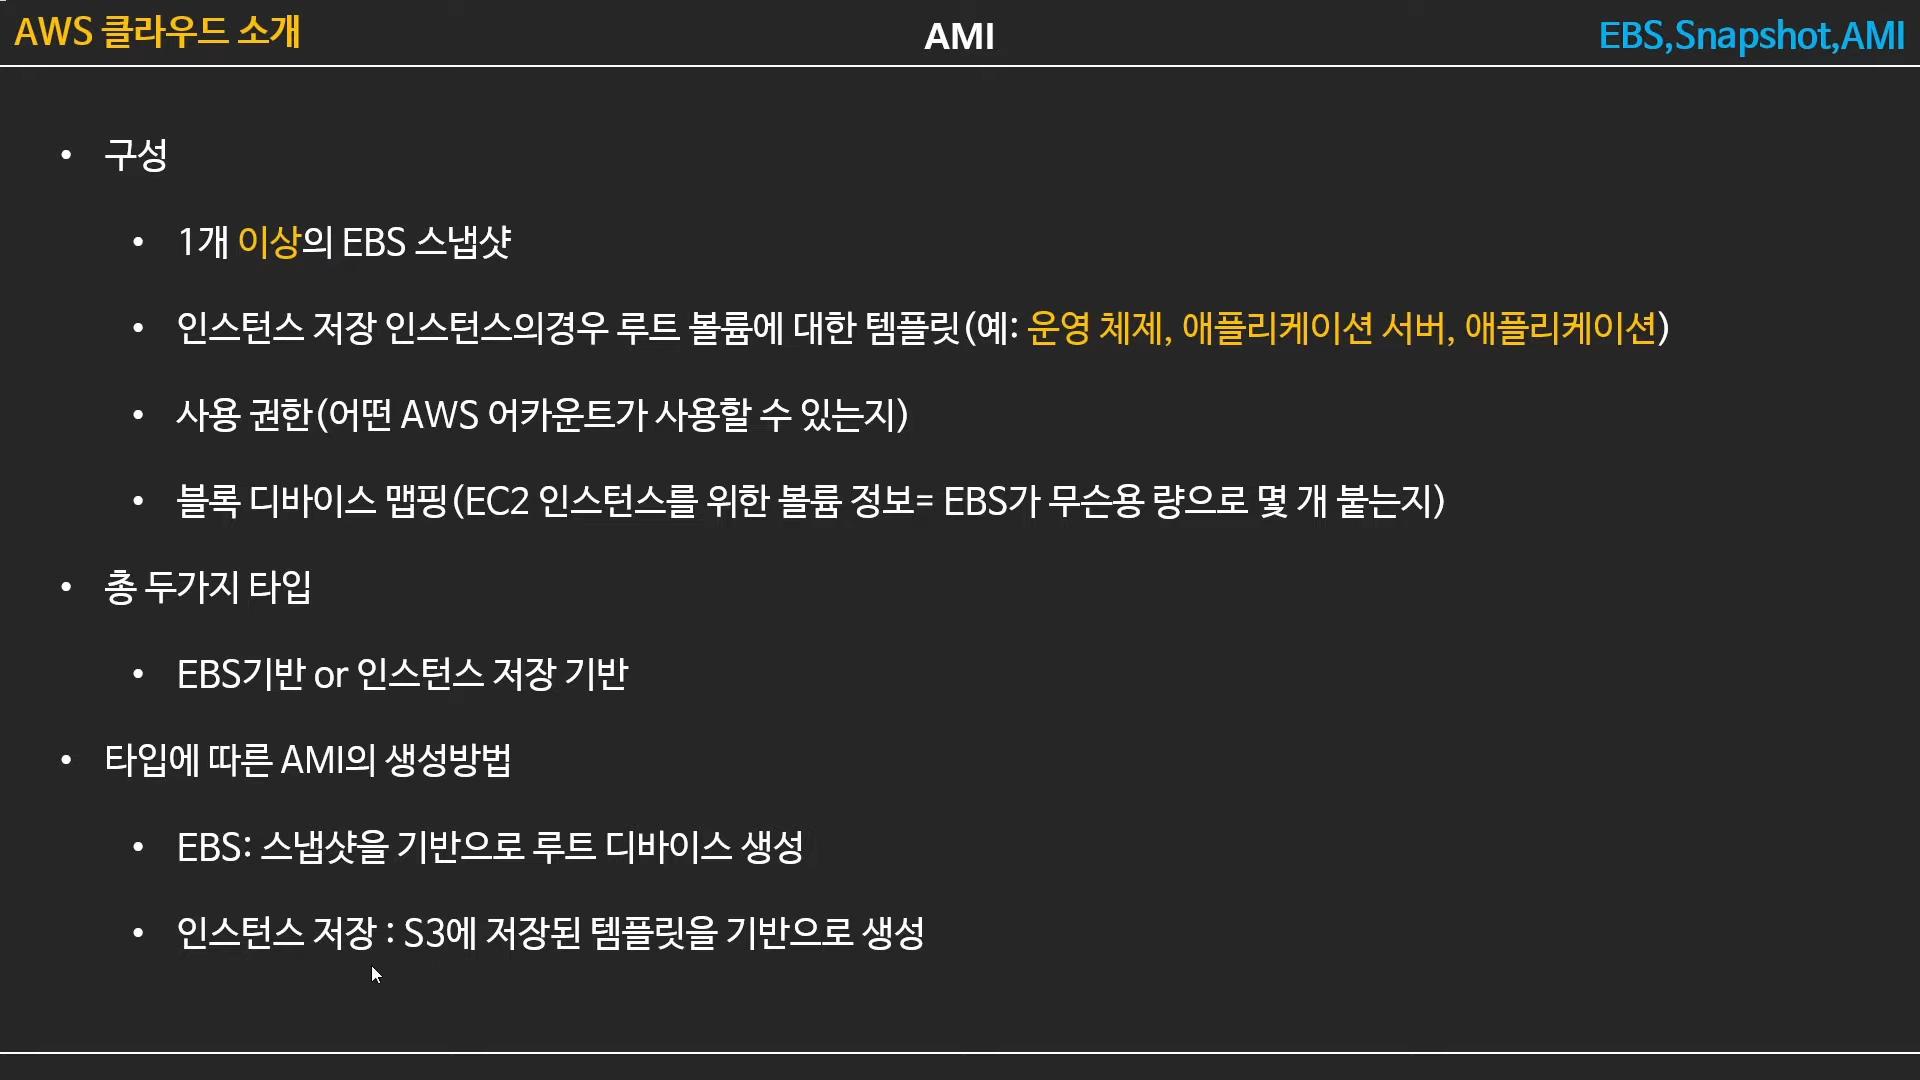 AWS 클라우드 소개
AMI
EBS,Snapshot,AMI
• 구성
• 1개 이상의 EBS 스냅샷
• 인스턴스 저장 인스턴스의경우 루트 볼륨에 대한 템플릿(예: 운영 체제, 애플리케이션 서버, 애플리케이션)
• 사용 권한(어떤 AWS 어카운트가 사용할 수 있는지)
• 블록 디바이스 맵핑(EC2 인스턴스를 위한 볼륨 정보= EBS가 무슨용 량으로 몇 개 붙는지)
• 총 두가지 타입
• EBS기반 or 인스턴스 저장 기반
• 타입에 따른 AMI의 생성방법
• EBS: 스냅샷을 기반으로 루트 디바이스 생성
• 인스턴스 저장 : S3에 저장된 템플릿을 기반으로 생성